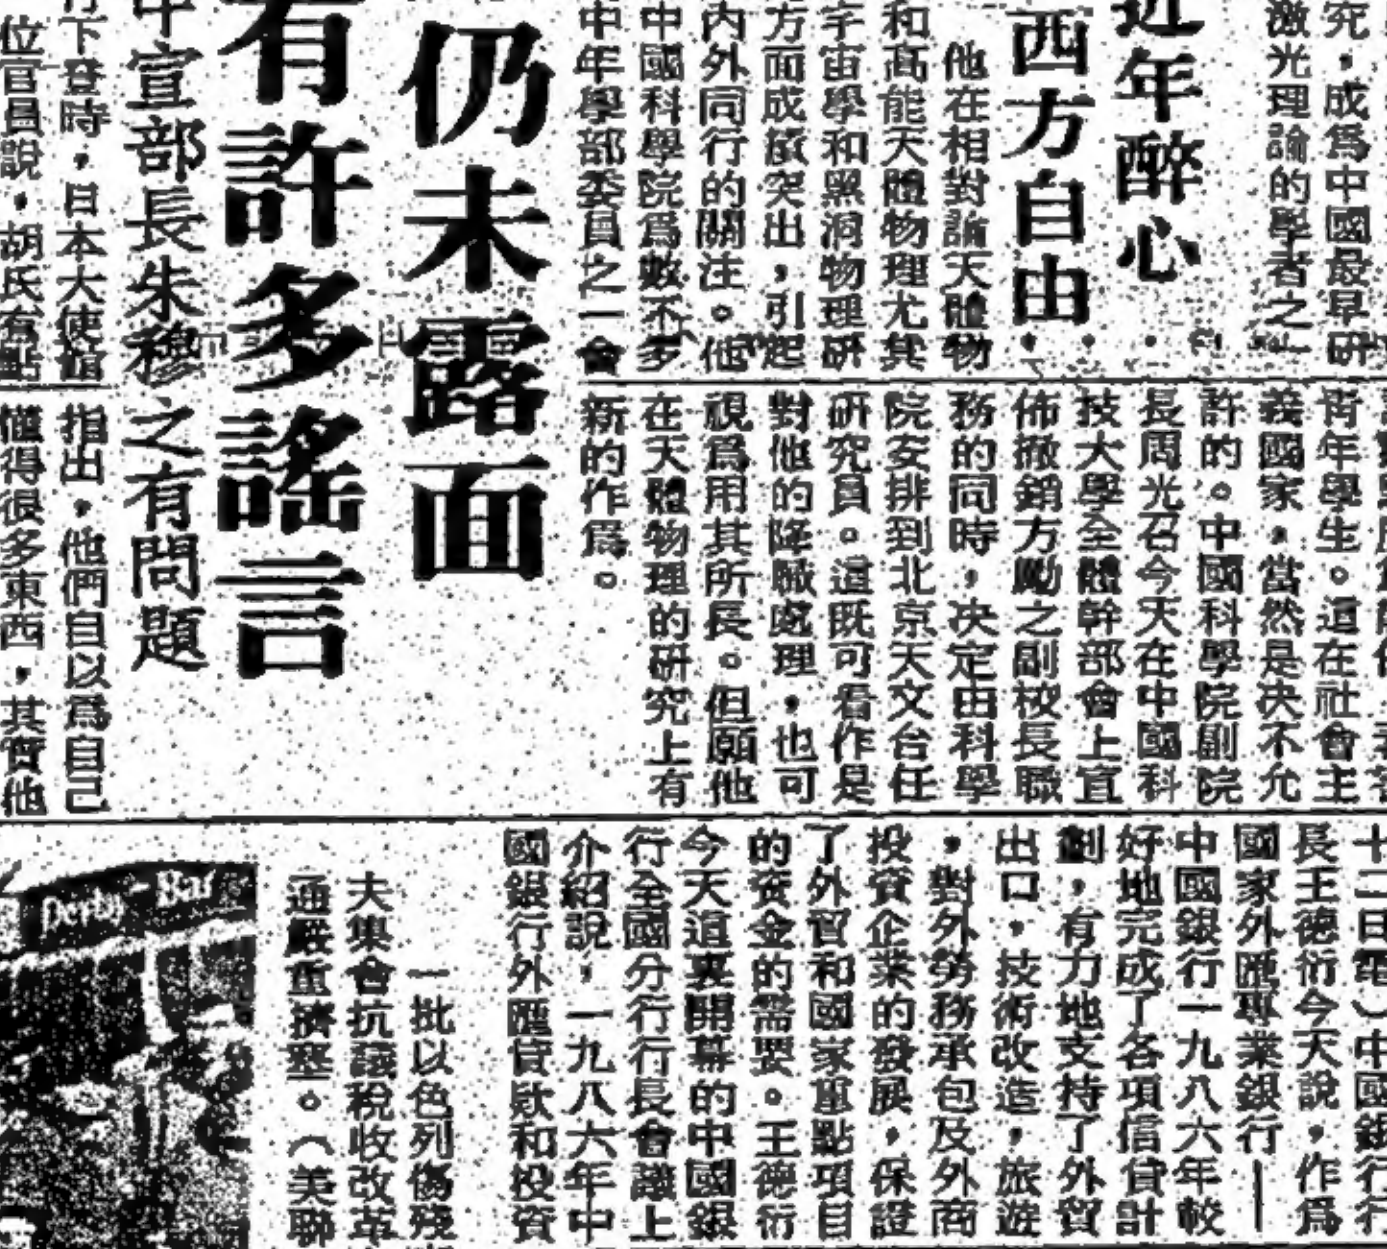 究,成爲中國最早研
激光理論的學者之一
近年醉心
西方自由
他在相對論天體物
和高能天體物理尤其
宇宙學和黑洞物理研
方面成績突出,引起
內外同行的關注。他
中國科學院爲數不多
中年學部委員之一會
青年學生。這在社會主
義國家,當然是决不允
許的。中國科學院副院
長周光召今天在中國科
技大學全體幹部會上宣
佈撤銷方勵之副校長職
務的同時,决定由科學
院安排到北京天文台任
研究員。這既可看作是
對他的降職處理,也可
視爲用其所長。但願他
在天體物理的研究上有
新的作爲。
仍未露面
有許多謠言
中宣部長朱穆之有問題
下登時,日本大使館
位官員說,胡氏有點
指出,他們自以爲自己
懂得很多東西,其實他
十二日電)中國銀行行
長王德衍今天說,作爲
國家外匯專業銀行——
中國銀行一九八六年較
好地完成了各項信貸計
劃,有力地支持了外貿
出口,技術改造,旅遊
,對外勞務承包及外商
投資企業的發展,保證
了外貿和國家重點項目
的資金的需要。王德衍
今天這裏開幕的中國銀
行全國分行行長會議上
介紹說,一九八六年中
國銀行外匯貸款和投資
一批以色列傷殘
夫集會抗議稅收改革
通嚴重擠塞。(美聯
Derby - Bar